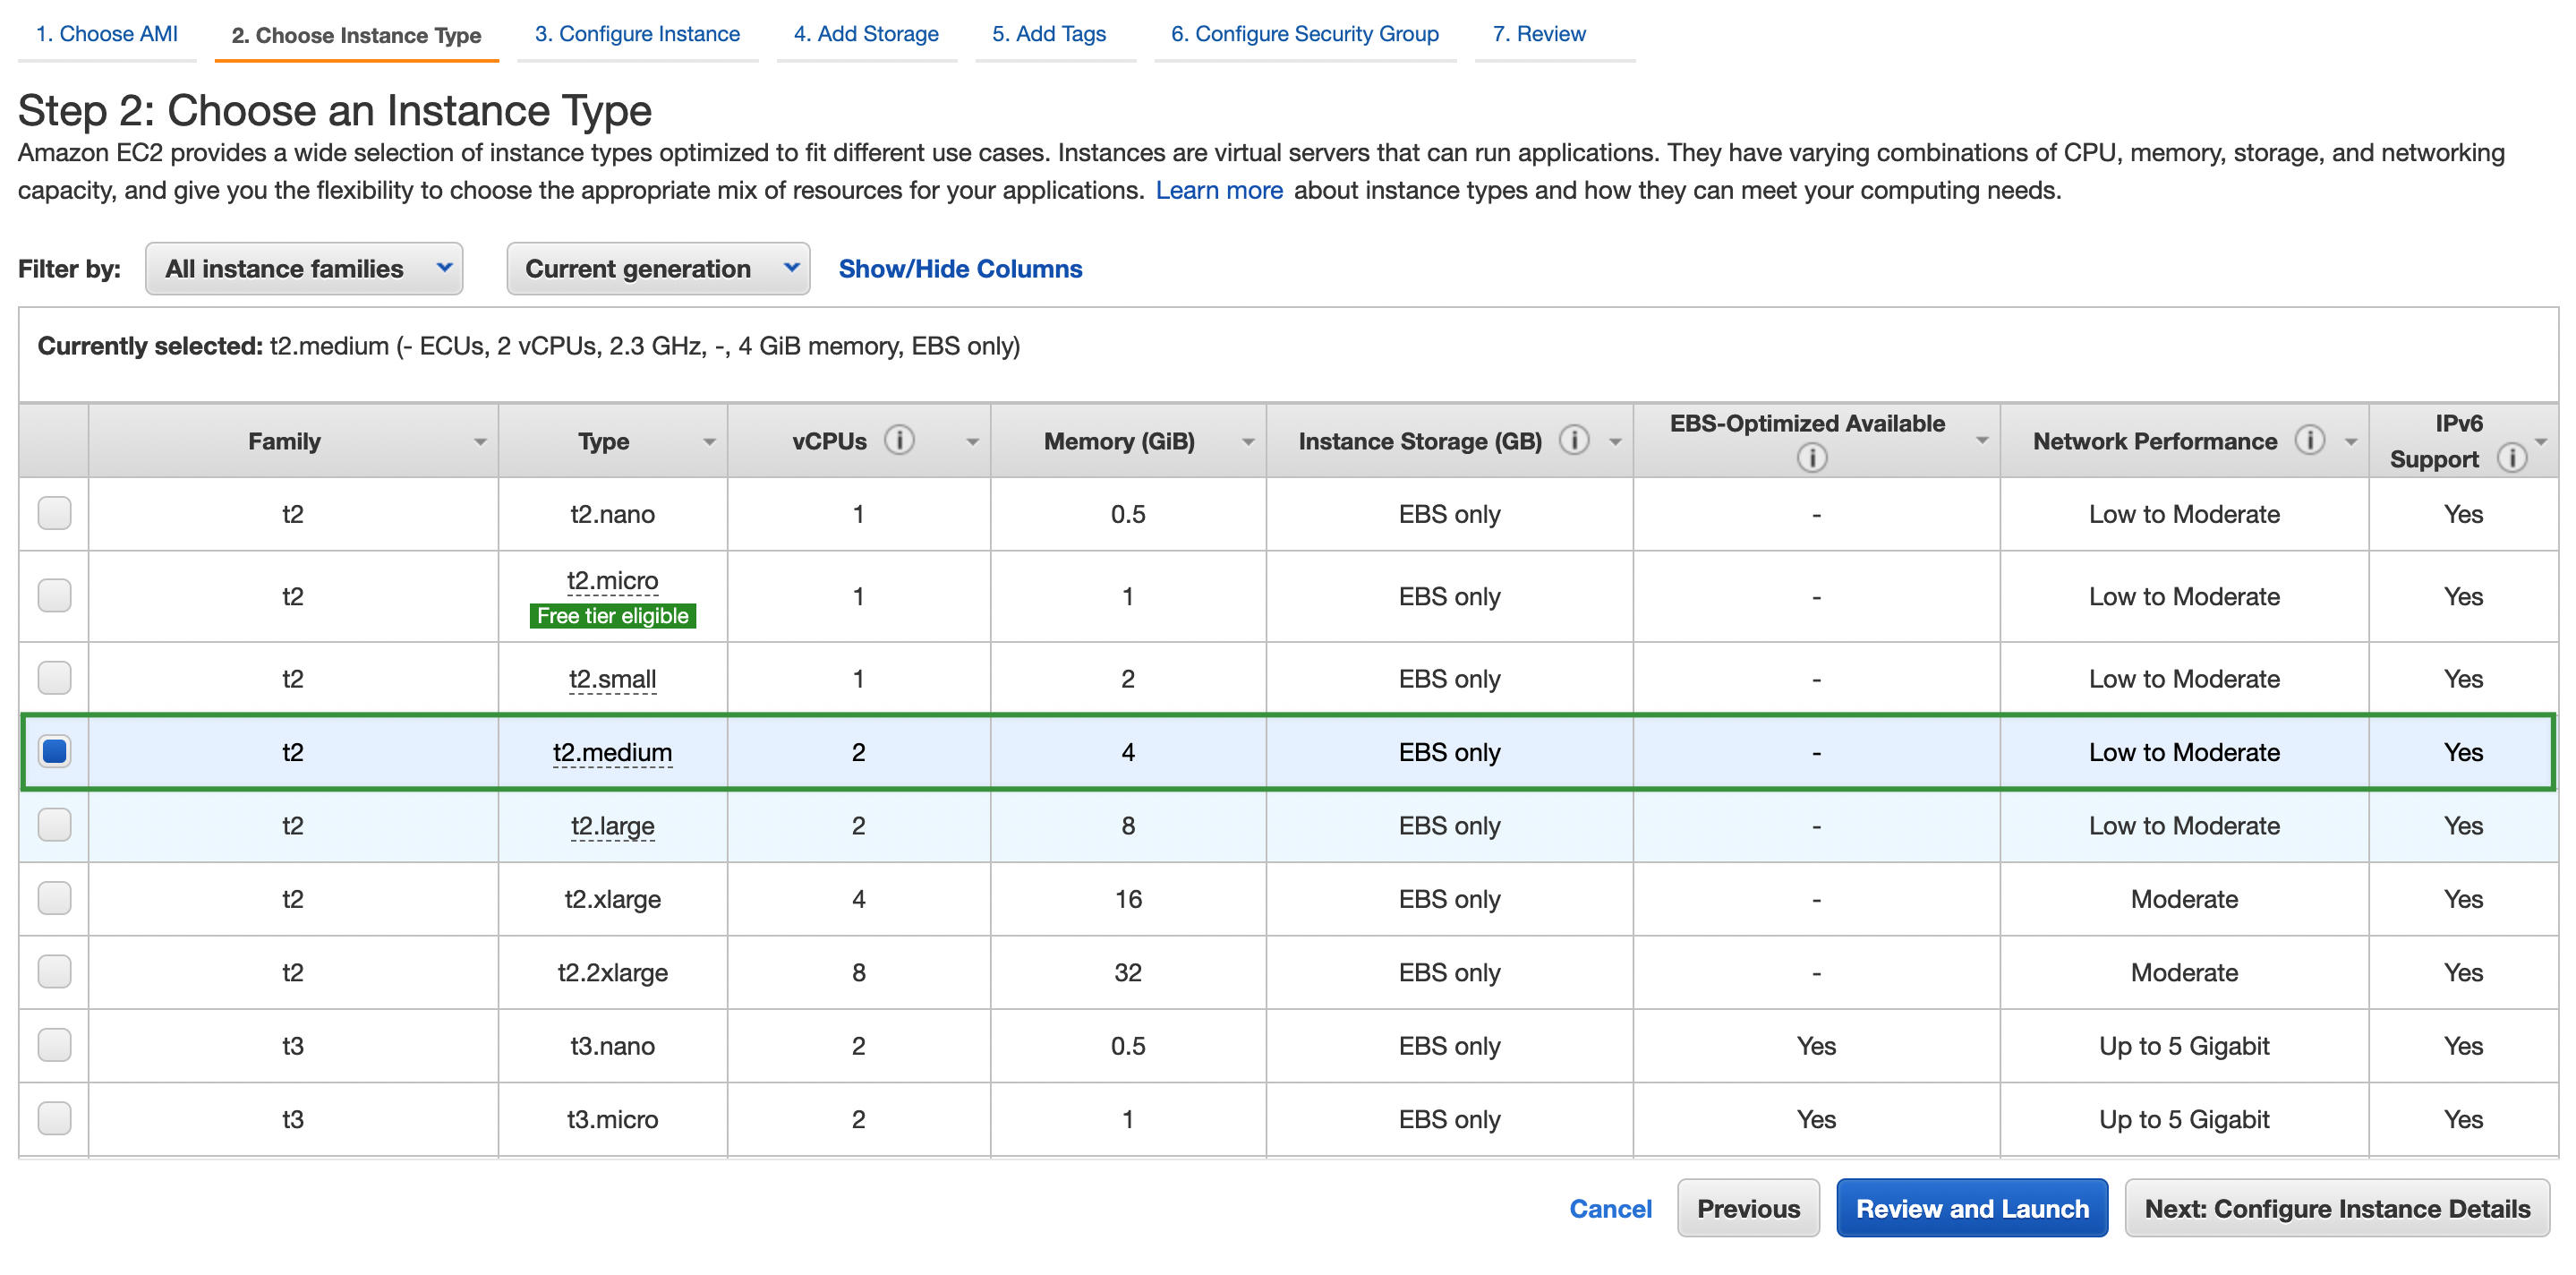 1. Choose AMI 2. Choose Instance Type 3. Configure Instance 4. Add Storage 5. Add Tags 6. Configure Security Group 7. Review
Step 2: Choose an Instance Type
Amazon EC2 provides a wide selection of instance types optimized to fit different use cases. Instances are virtual servers that can run applications. They have varying combinations of CPU, memory, storage, and networking
capacity, and give you the flexibility to choose the appropriate mix of resources for your applications. Learn more about instance types and how they can meet your computing needs.
Filter by: All instance families Current generation Show/Hide Columns
Currently selected: t2.medium (- ECUs, 2 vCPUs, 2.3 GHz, -, 4 GiB memory, EBS only)
Family Type vCPUs i Memory (GiB) Instance Storage (GB) i EBS-Optimized Available i Network Performance i IPv6 Support i
t2 t2.nano 1 0.5 EBS only - Low to Moderate Yes
t2 t2.micro 1 1 EBS only - Low to Moderate Yes
Free tier eligible
t2 t2.small 1 2 EBS only - Low to Moderate Yes
t2 t2.medium 2 4 EBS only - Low to Moderate Yes
t2 t2.large 2 8 EBS only - Low to Moderate Yes
t2 t2.xlarge 4 16 EBS only - Moderate Yes
t2 t2.2xlarge 8 32 EBS only - Moderate Yes
t3 t3.nano 2 0.5 EBS only Yes Up to 5 Gigabit Yes
t3 t3.micro 2 1 EBS only Yes Up to 5 Gigabit Yes
Cancel Previous Review and Launch Next: Configure Instance Details